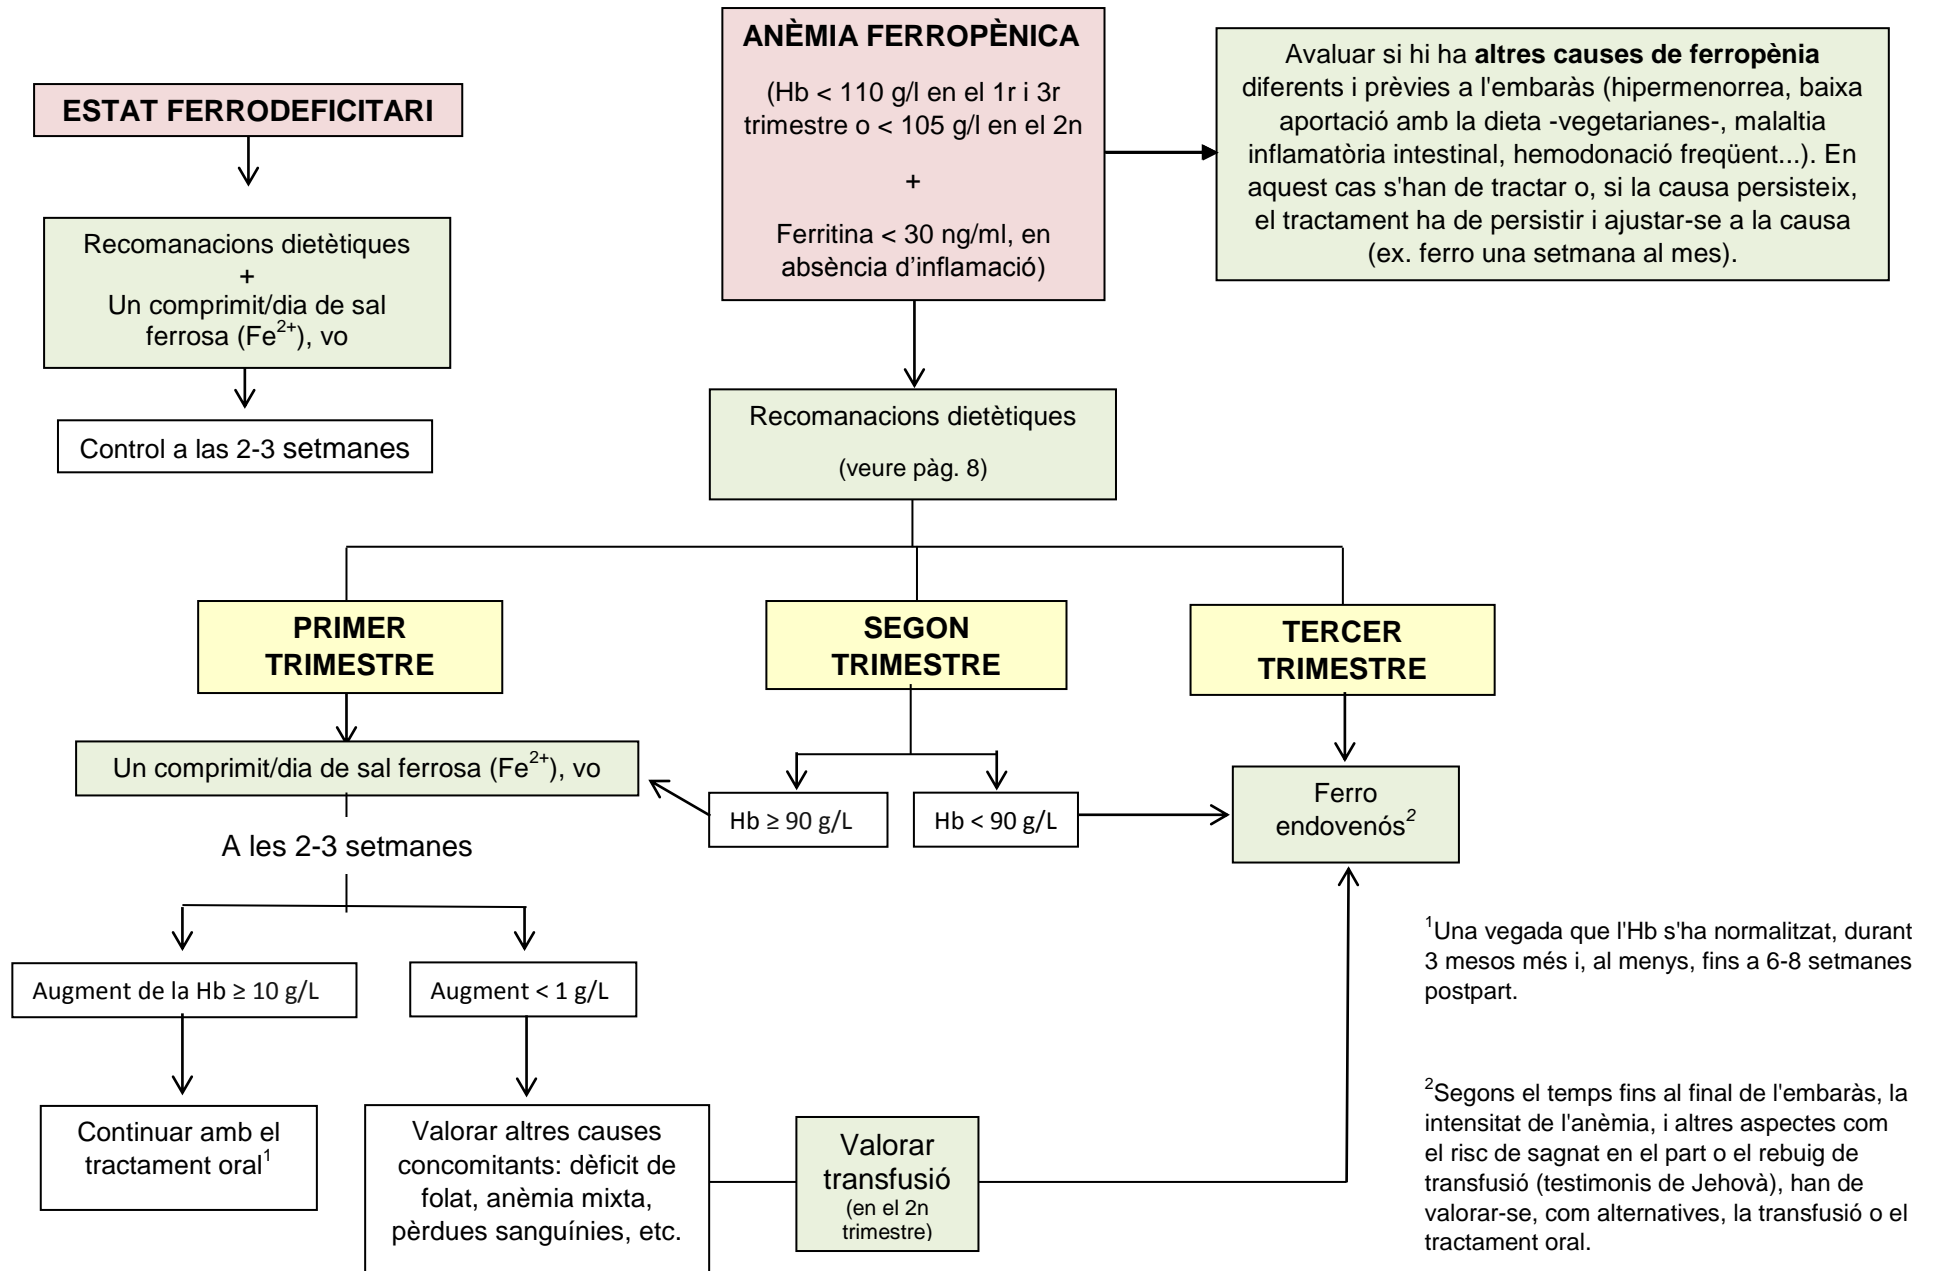 ESTAT FERRODEFICITARI
Recomanacions dietètiques
+
Un comprimit/dia de sal
ferrosa (Fe²⁺), vo
Control a las 2-3 setmanes
ANÈMIA FERROPÈNICA
(Hb < 110 g/l en el 1r i 3r
trimestre o < 105 g/l en el 2n
+
Ferritina < 30 ng/ml, en
absència d’inflamació)
Avaluar si hi ha altres causes de ferropènia
diferents i prèvies a l'embaràs (hipermenorrea, baixa
aportació amb la dieta -vegetarianes-, malaltia
inflamatòria intestinal, hemodonació freqüent...). En
aquest cas s'han de tractar o, si la causa persisteix,
el tractament ha de persistir i ajustar-se a la causa
(ex. ferro una setmana al mes).
Recomanacions dietètiques
(veure pàg. 8)
PRIMER
TRIMESTRE
SEGON
TRIMESTRE
TERCER
TRIMESTRE
Un comprimit/dia de sal ferrosa (Fe²⁺), vo
Hb ≥ 90 g/L
Hb < 90 g/L
Ferro
endovenós²
A les 2-3 setmanes
Augment de la Hb ≥ 10 g/L
Augment < 1 g/L
Continuar amb el
tractament oral¹
Valorar altres causes
concomitants: dèficit de
folat, anèmia mixta,
pèrdues sanguínies, etc.
Valorar
transfusió
(en el 2n
trimestre)
¹Una vegada que l'Hb s'ha normalitzat, durant
3 mesos més i, al menys, fins a 6-8 setmanes
postpart.
²Segons el temps fins al final de l'embaràs, la
intensitat de l'anèmia, i altres aspectes com
el risc de sagnat en el part o el rebuig de
transfusió (testimonis de Jehovà), han de
valorar-se, com alternatives, la transfusió o el
tractament oral.